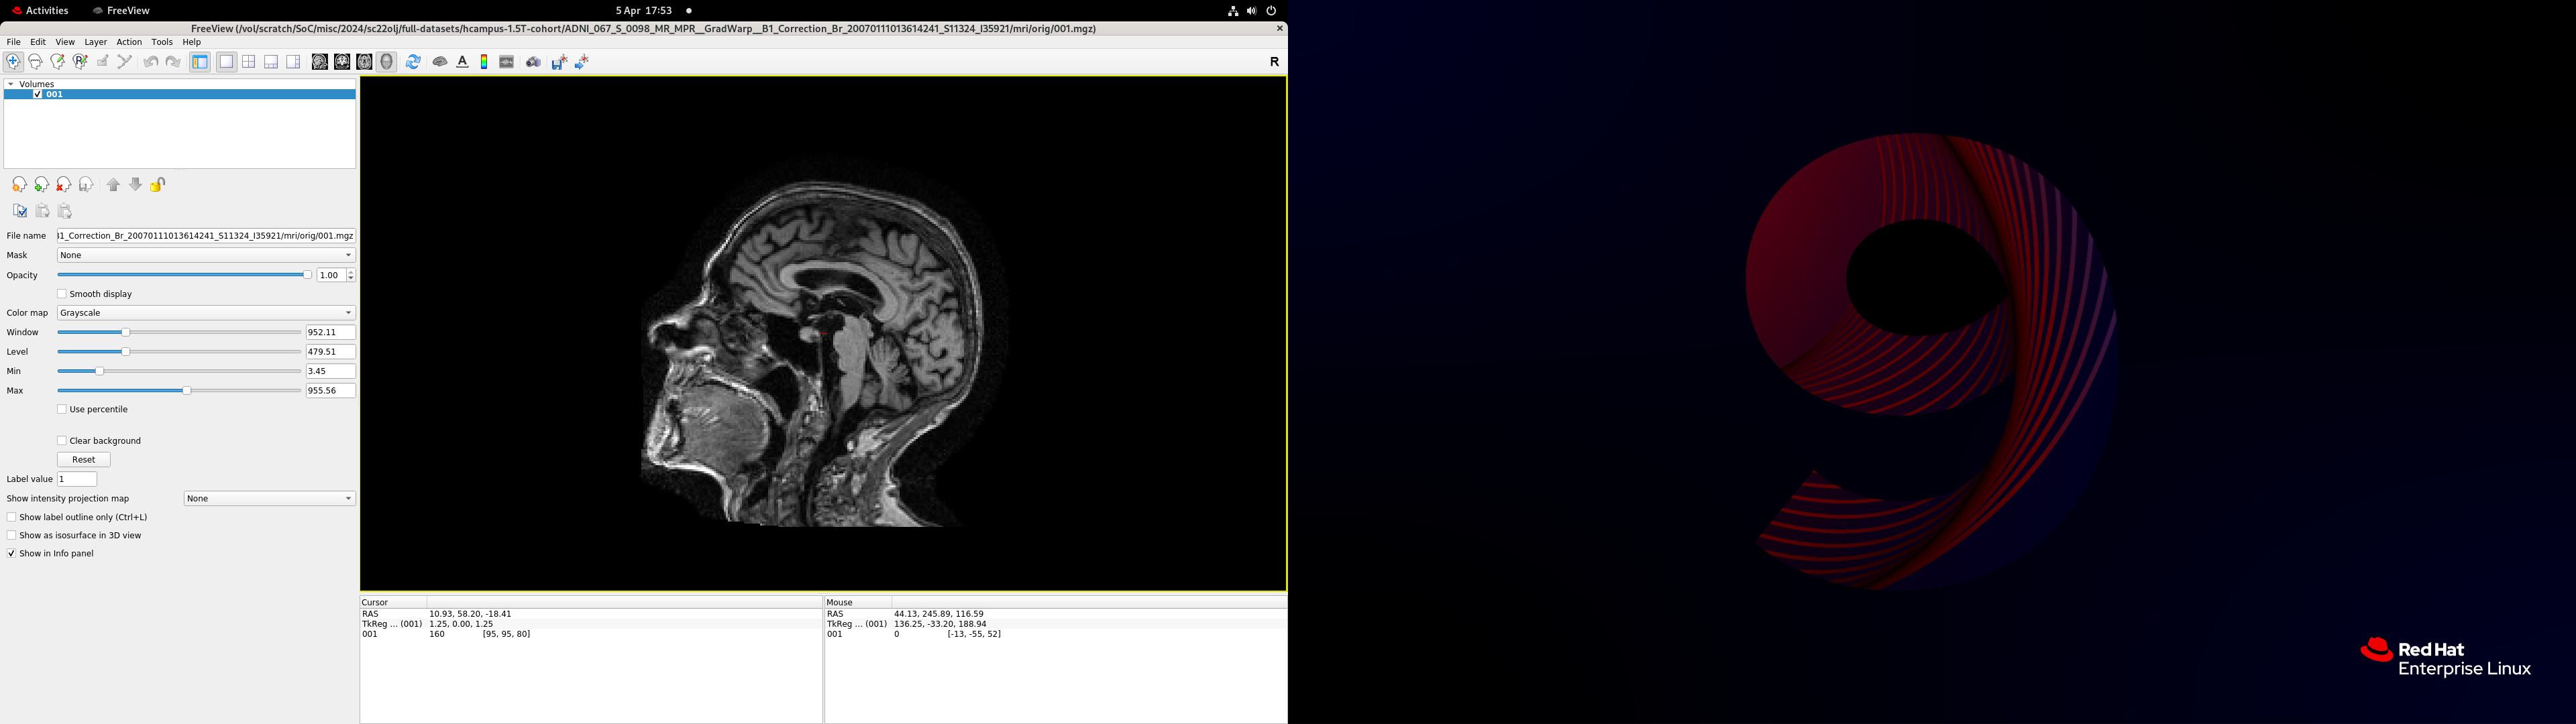 Activities FreeView 5 Apr 17:53
FreeView (/vol/scratch/SoC/misc/2024/sc22olj/full-datasets/hcampus-1.5T-cohort/ADNI_067_S_0098_MR_MPR__GradWarp__B1_Correction_Br_20070111013614241_S11324_I35921/mri/orig/001.mgz)
File Edit View Layer Action Tools Help
R
Volumes
001
File name 31_Correction_Br_20070111013614241_S11324_I35921/mri/orig/001.mgz
Mask None
Opacity 1.00
Smooth display
Color map Grayscale
Window 952.11
Level 479.51
Min 3.45
Max 955.56
Use percentile
Clear background
Reset
Label value 1
Show intensity projection map None
Show label outline only (Ctrl+L)
Show as isosurface in 3D view
Show in Info panel
Cursor
RAS 10.93, 58.20, -18.41
TkReg ... (001) 1.25, 0.00, 1.25
001 160 [95, 95, 80]
Mouse
RAS 44.13, 245.89, 116.59
TkReg ... (001) 136.25, -33.20, 188.94
001 0 [-13, -55, 52]
Red Hat
Enterprise Linux